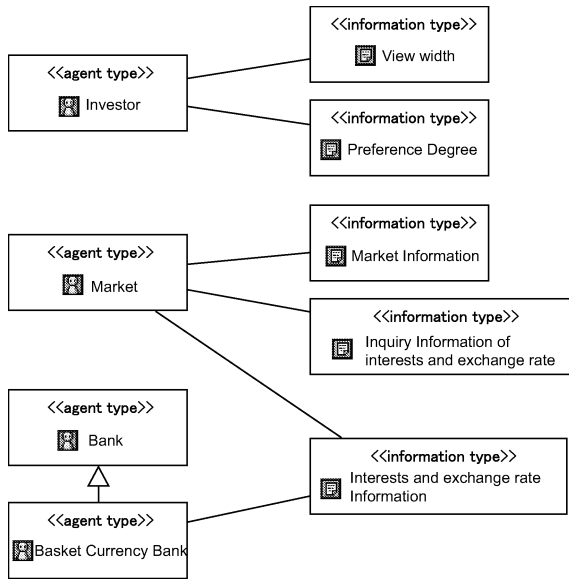 <<information type>>
View width
<<agent type>>
Investor
<<information type>>
Preference Degree
<<information type>>
Market Information
<<agent type>>
Market
<<information type>>
Inquiry Information of
interests and exchange rate
<<agent type>>
Bank
<<information type>>
Interests and exchange rate
Information
<<agent type>>
Basket Currency Bank